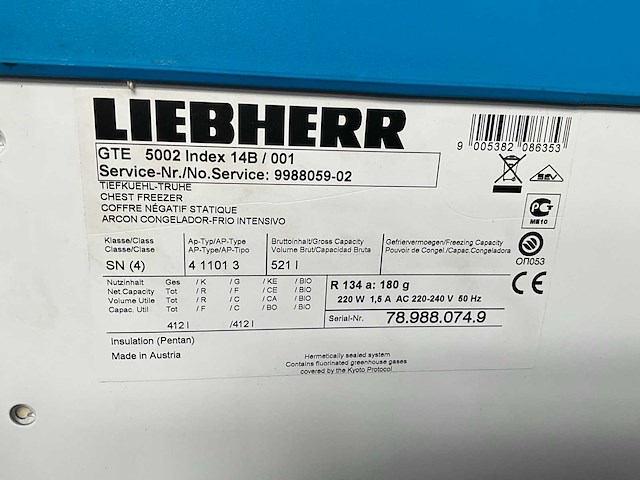 LIEBHERR
GTE 5002 Index 14B / 001
Service-Nr./No.Service: 9988059-02
TIEFKUEHL-TRUHE
CHEST FREEZER
COFFRE NÉGATIF STATIQUE
ARCON CONGELADOR-FRIO INTENSIVO
9 005382 086353
SEV
PC
ME10
ОП053
CE
Klasse/Class
Classe/Clase
SN (4)
Ap-Typ/AP-Type
AP-Type/AP-Tipo
4 1101 3
Bruttoinhalt/Gross Capacity
Volume Brut/Capacidad Bruta
521 l
Gefriervermoegen/Freezing Capacity
Pouvoir de Congel./Congeladora
Nutzinhalt Ges / K / G / KE / BIO
Net.Capacity Tot / R / F / CE / BIO
Volume Utile Tot / R / C / CA / BIO
Capac. Util Tot / F / C / BO / BIO
412 l /412 l
R 134 a: 180 g
220 W 1,5 A AC 220-240 V 50 Hz
Serial-Nr. 78.988.074.9
Insulation (Pentan)
Made in Austria
Hermetically sealed system
Contains fluorinated greenhouse gases
covered by the Kyoto Protocol